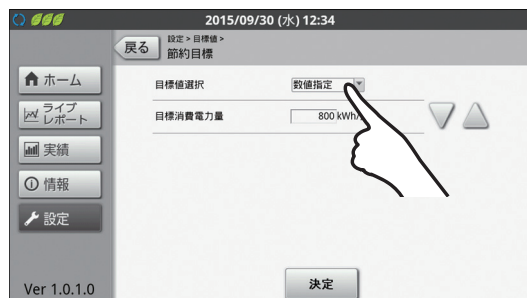 2015/09/30 (水) 12:34
戻る
設定 > 目標値 >
節約目標
ホーム
ライブ
レポート
実績
情報
設定
Ver 1.0.1.0
目標値選択
数値指定
目標消費電力量
800 kWh/
決定